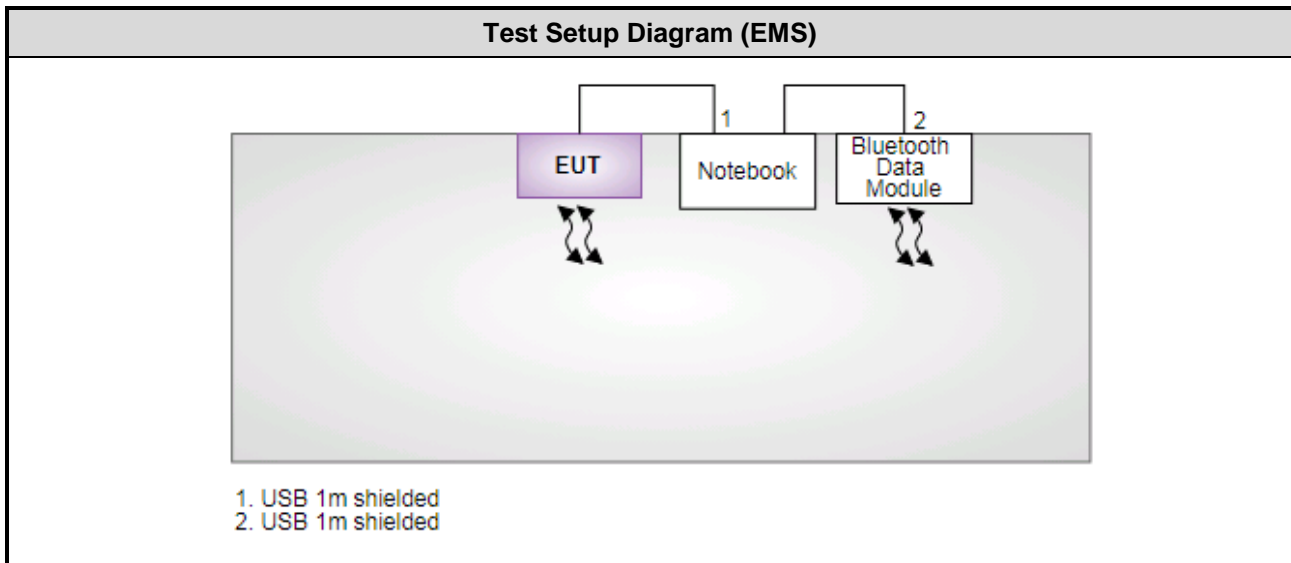 Test Setup Diagram (EMS)
1
2
EUT
Notebook
Bluetooth
Data
Module
1. USB 1m shielded
2. USB 1m shielded